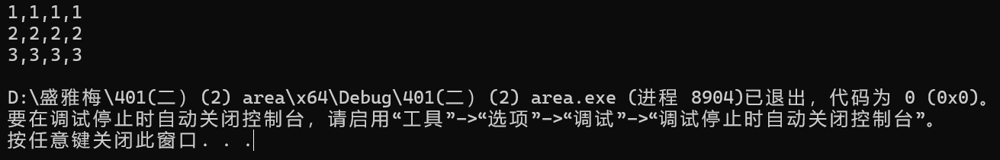 1,1,1,1
2,2,2,2
3,3,3,3
D:\盛雅梅\401(二）(2) area\x64\Debug\401(二）(2) area.exe (进程 8904)已退出，代码为 0 (0x0)。
要在调试停止时自动关闭控制台，请启用“工具”->“选项”->“调试”->“调试停止时自动关闭控制台”。
按任意键关闭此窗口. . .